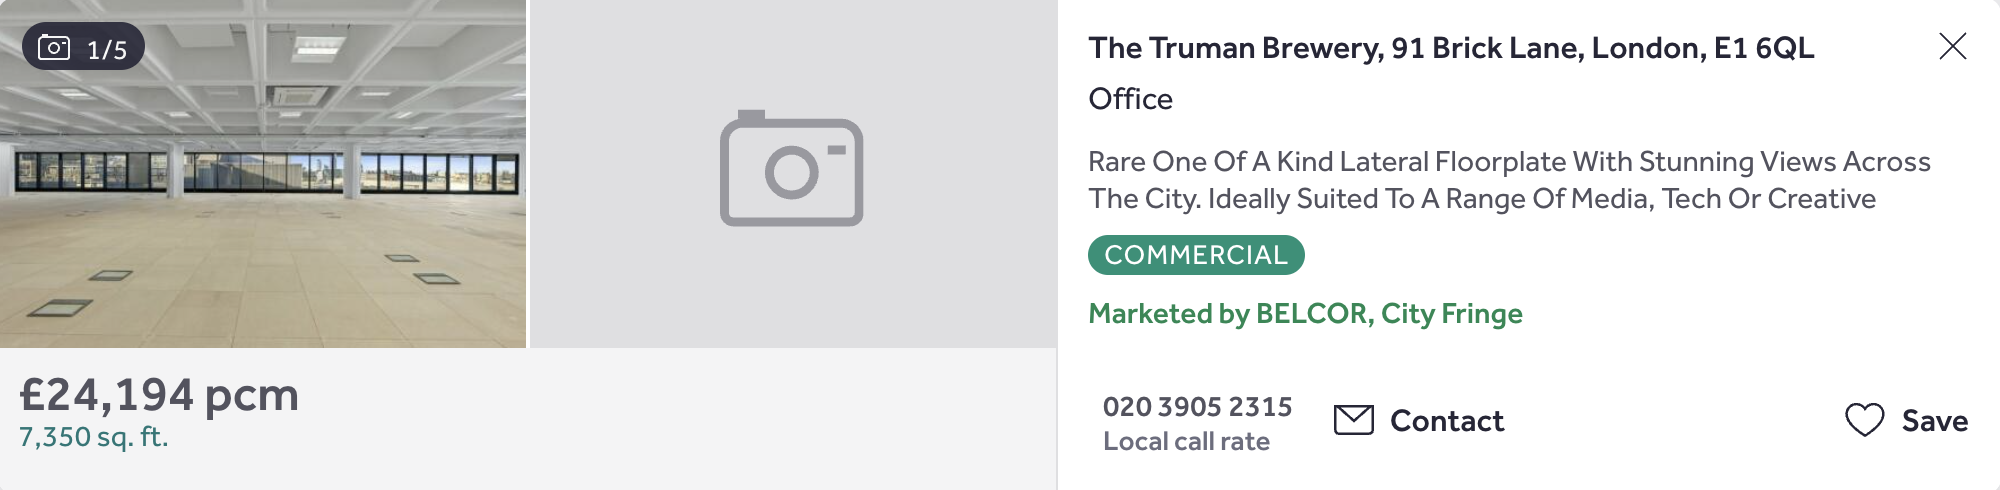 1/5
£24,194 pcm
7,350 sq. ft.
The Truman Brewery, 91 Brick Lane, London, E1 6QL
Office
Rare One Of A Kind Lateral Floorplate With Stunning Views Across
The City. Ideally Suited To A Range Of Media, Tech Or Creative
COMMERCIAL
Marketed by BELCOR, City Fringe
020 3905 2315
Local call rate
Contact
Save